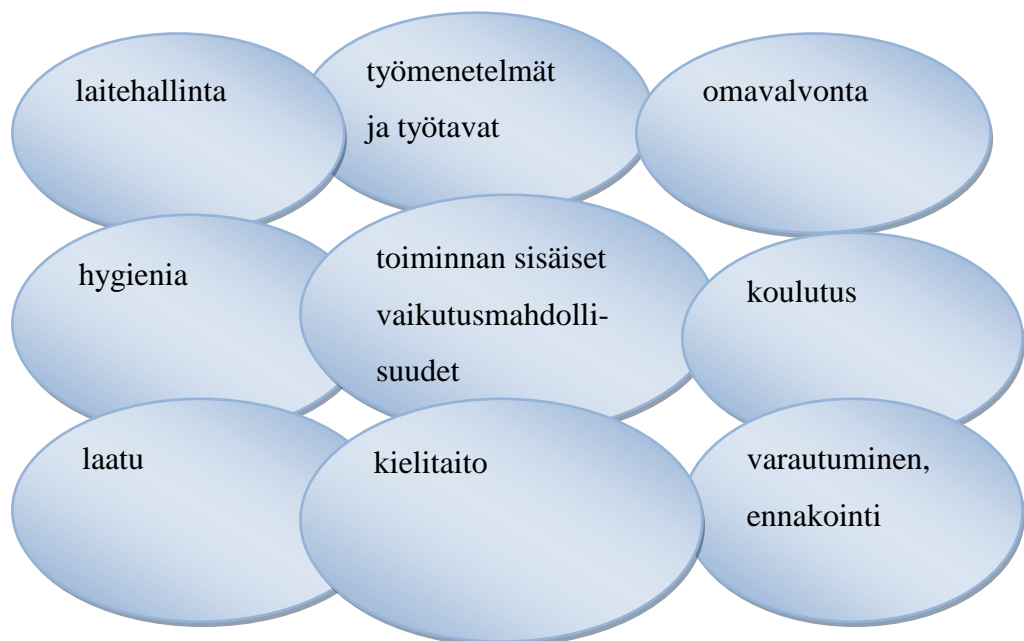 laitehallinta
työmenetelmät
ja työtavat
omavalvonta
hygienia
toiminnan sisäiset
vaikutusmahdolli-
suudet
koulutus
laatu
kielitaito
varautuminen,
ennakointi